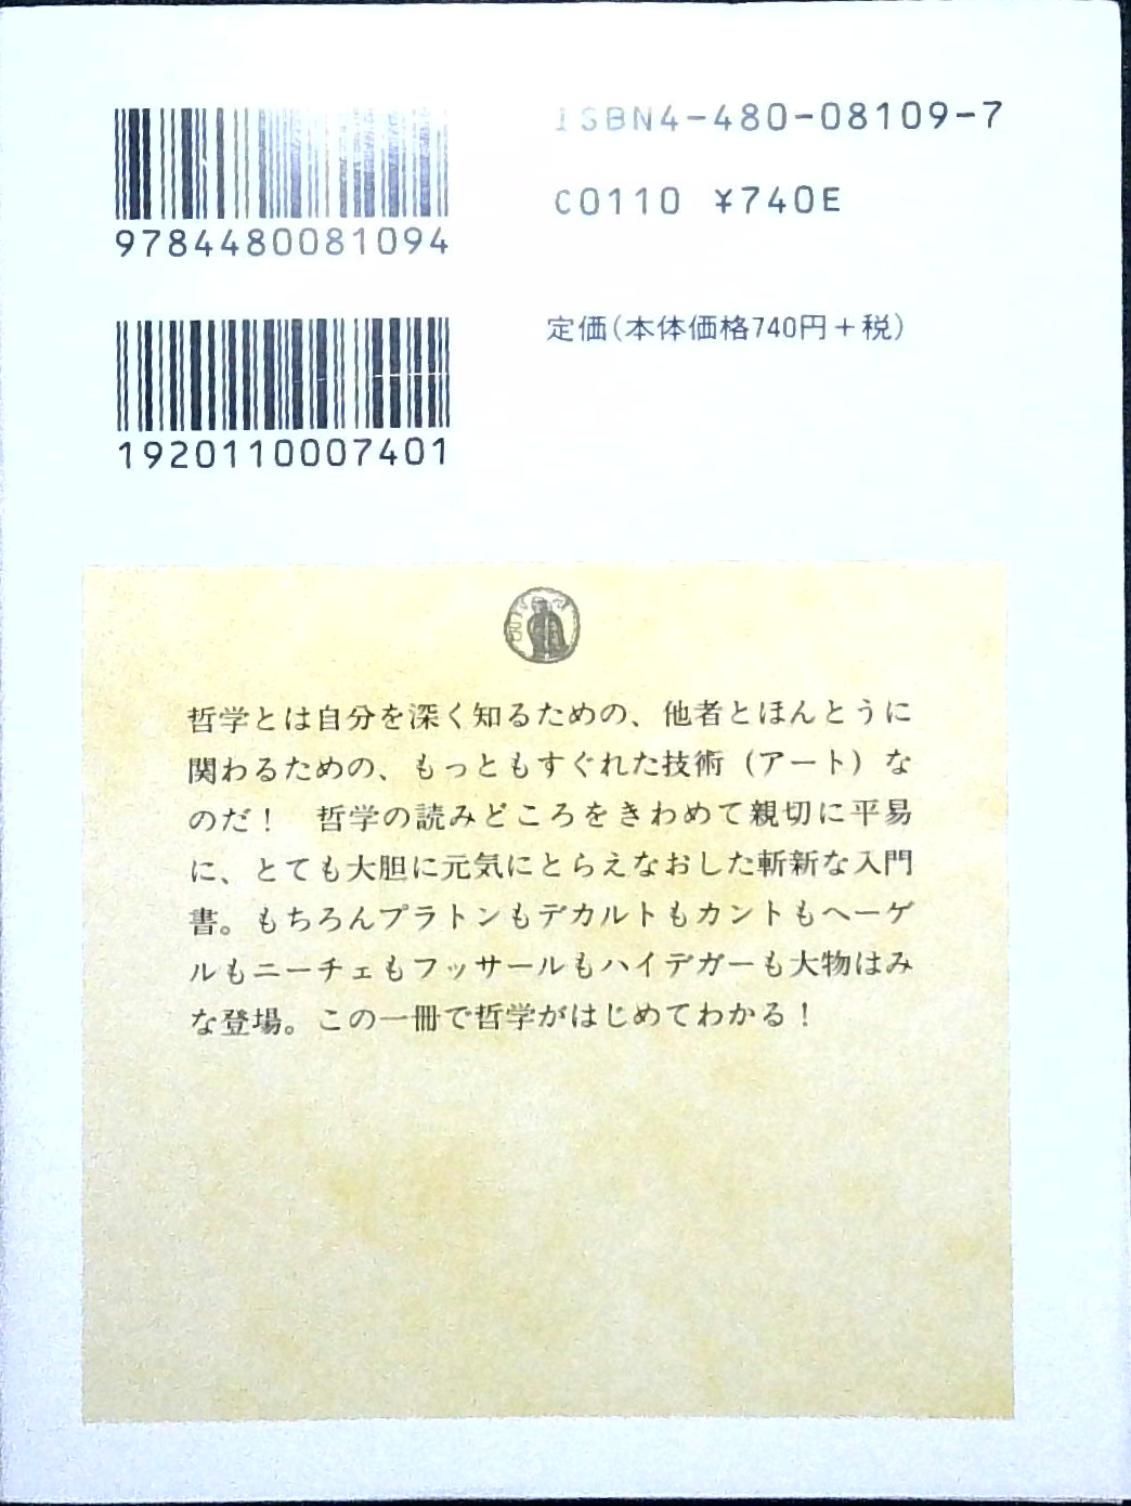 ISBN4-480-08109-7
9784480081094
C0110 ¥740E
定価(本体価格740円+税)
1920110007401
哲学とは自分を深く知るための、他者とほんとうに
関わるための、もっともすぐれた技術(アート)な
のだ! 哲学の読みどころをきわめて親切に平易
に、とても大胆に元気にとらえなおした斬新な入門
書。もちろんプラトンもデカルトもカントもヘーゲ
ルもニーチェもフッサールもハイデガーも大物はみ
な登場。この一冊で哲学がはじめてわかる!